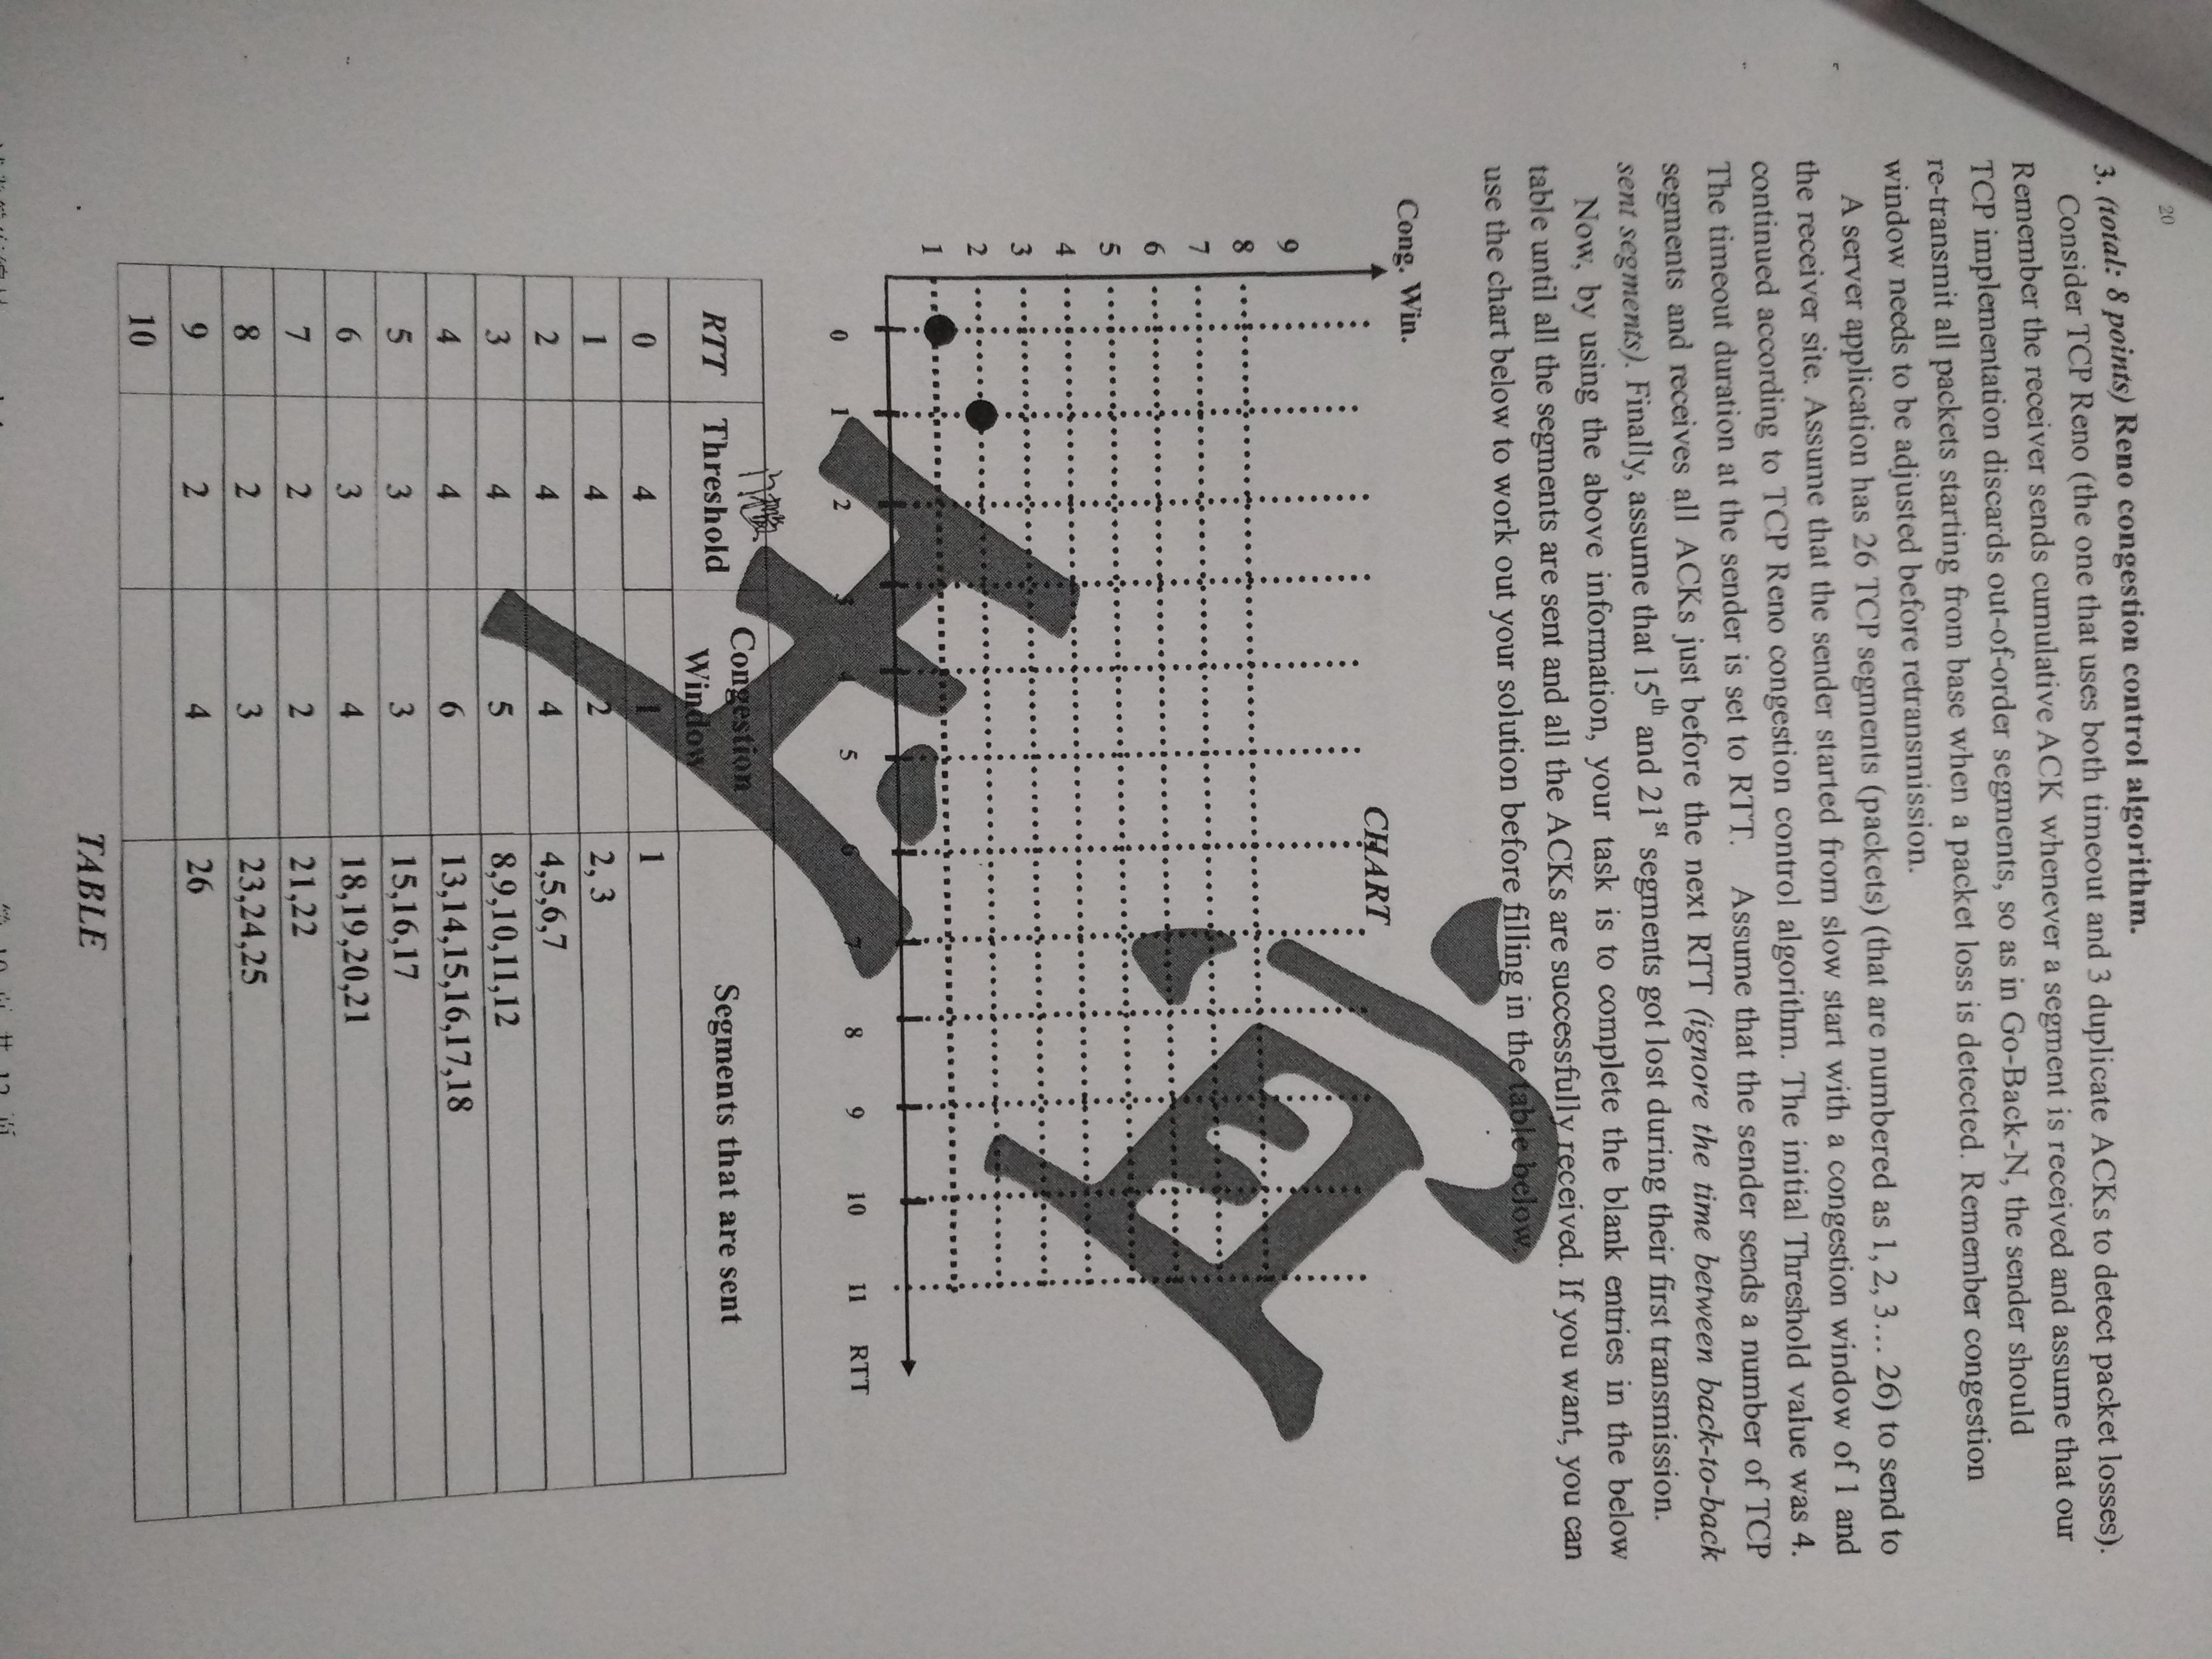 20
3. (total: 8 points) Reno congestion control algorithm.
Consider TCP Reno (the one that uses both timeout and 3 duplicate ACKs to detect packet losses).
Remember the receiver sends cumulative ACK whenever a segment is received and assume that our
TCP implementation discards out-of-order segments, so as in Go-Back-N, the sender should
re-transmit all packets starting from base when a packet loss is detected. Remember congestion
window needs to be adjusted before retransmission.
A server application has 26 TCP segments (packets) (that are numbered as 1, 2, 3… 26) to send to
the receiver site. Assume that the sender started from slow start with a congestion window of 1 and
continued according to TCP Reno congestion control algorithm. The initial Threshold value was 4.
The timeout duration at the sender is set to RTT. Assume that the sender sends a number of TCP
segments and receives all ACKs just before the next RTT (ignore the time between back-to-back
sent segments). Finally, assume that 15th and 21st segments got lost during their first transmission.
Now, by using the above information, your task is to complete the blank entries in the below
table until all the segments are sent and all the ACKs are successfully received. If you want, you can
use the chart below to work out your solution before filling in the table below.
Cong. Win.
CHART
9
8
7
6
5
4
3
2
1
0 1 2 3 4 5 6 7 8 9 10 11 RTT
RTT Threshold Congestion Window Segments that are sent
0 4 1 1
1 4 2 2, 3
2 4 4 4,5,6,7
3 4 5 8,9,10,11,12
4 4 6 13,14,15,16,17,18
5 3 3 15,16,17
6 3 4 18,19,20,21
7 2 2 21,22
8 2 3 23,24,25
9 2 4 26
10
TABLE